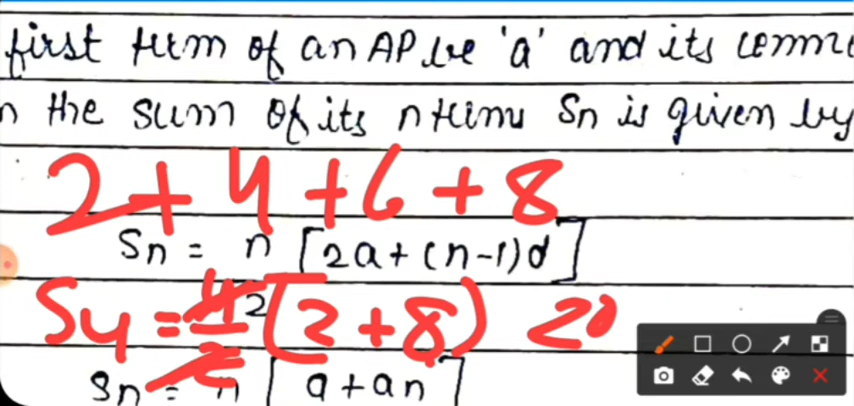 first term of an AP be 'a' and its
the sum of its n terms Sn is given by
2+4+6+8
Sn = n [2a+(n-1)d]
2
S4 = 4/2 (2+8) 20
Sn = n [a+an]